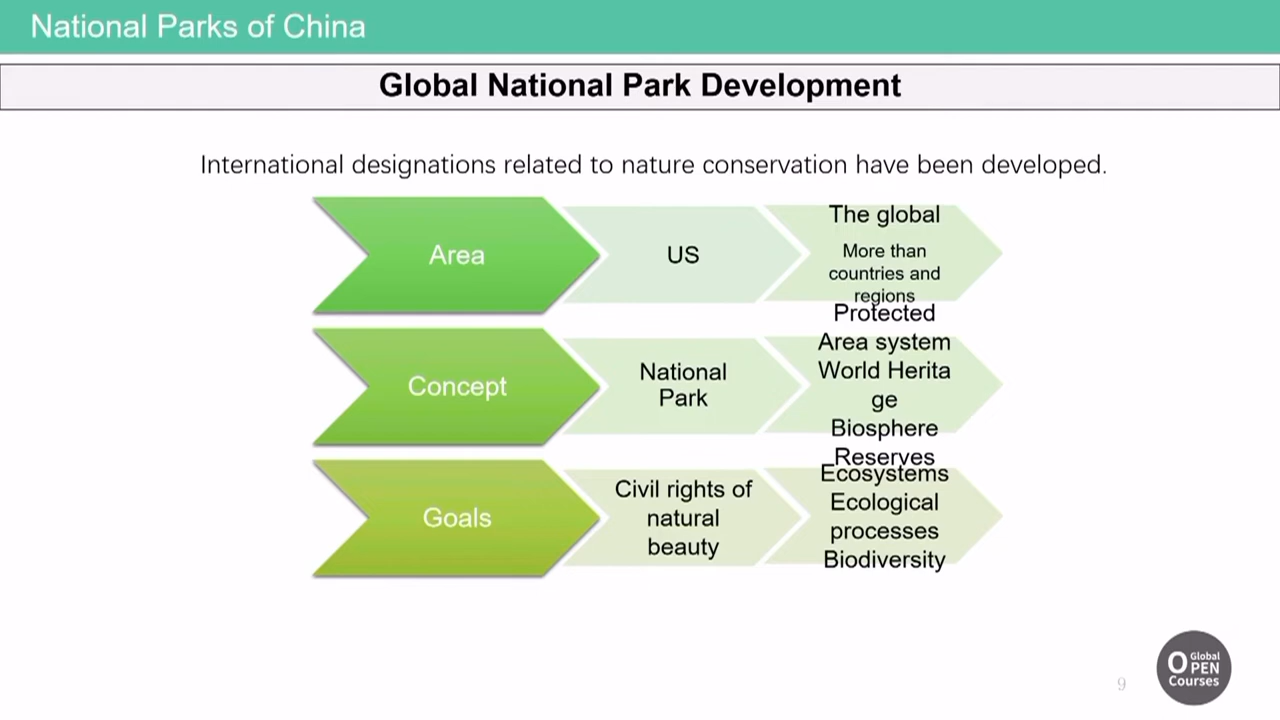 National Parks of China
Global National Park Development
International designations related to nature conservation have been developed.
Area
US
The global
More than
countries and
regions
Concept
National
Park
Protected
Area system
World Herita
ge
Biosphere
Reserves
Goals
Civil rights of
natural
beauty
Ecosystems
Ecological
processes
Biodiversity
9
Global
OPEN
Courses